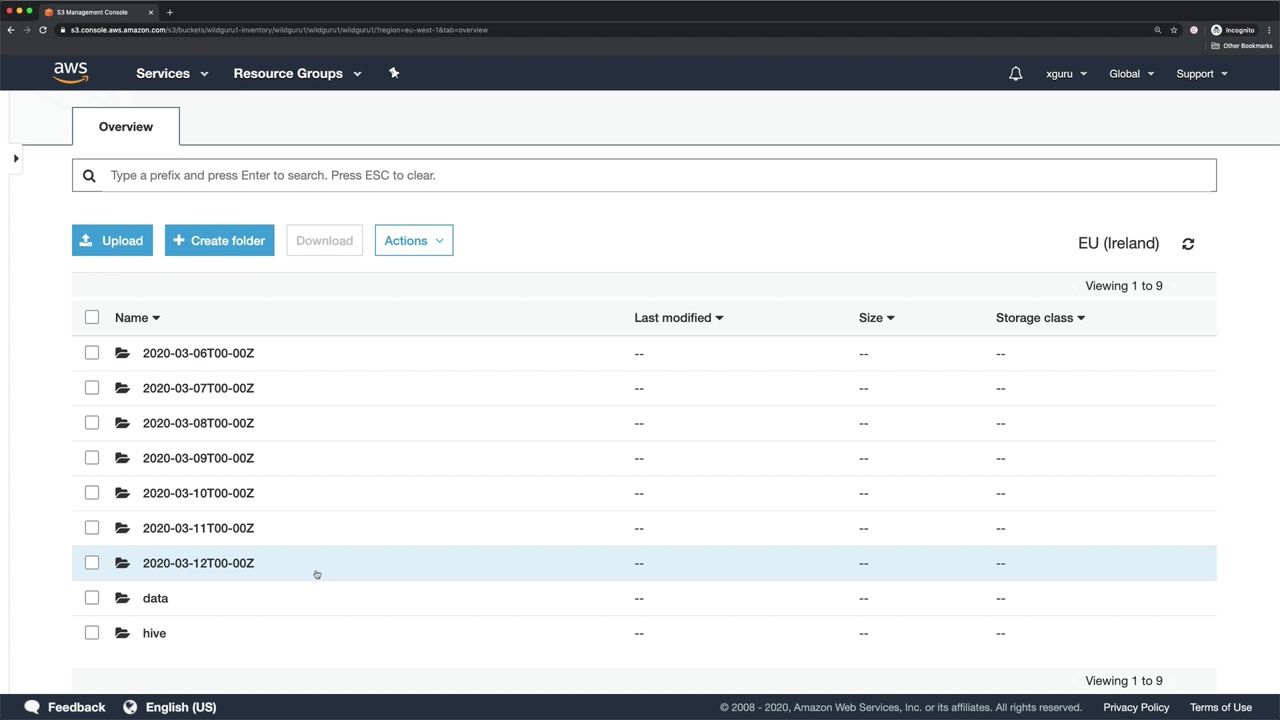 S3 Management Console
s3.console.aws.amazon.com/s3/buckets/wildguru1-inventory/wildguru1/wildguru1/wildguru1/?region=eu-west-1&tab=overview
Incognito
Other Bookmarks
aws Services Resource Groups xguru Global Support
Overview
Type a prefix and press Enter to search. Press ESC to clear.
Upload + Create folder Download Actions EU (Ireland)
Viewing 1 to 9
Name Last modified Size Storage class
2020-03-06T00-00Z -- -- --
2020-03-07T00-00Z -- -- --
2020-03-08T00-00Z -- -- --
2020-03-09T00-00Z -- -- --
2020-03-10T00-00Z -- -- --
2020-03-11T00-00Z -- -- --
2020-03-12T00-00Z -- -- --
data -- -- --
hive -- -- --
Viewing 1 to 9
Feedback English (US) © 2008 - 2020, Amazon Web Services, Inc. or its affiliates. All rights reserved. Privacy Policy Terms of Use